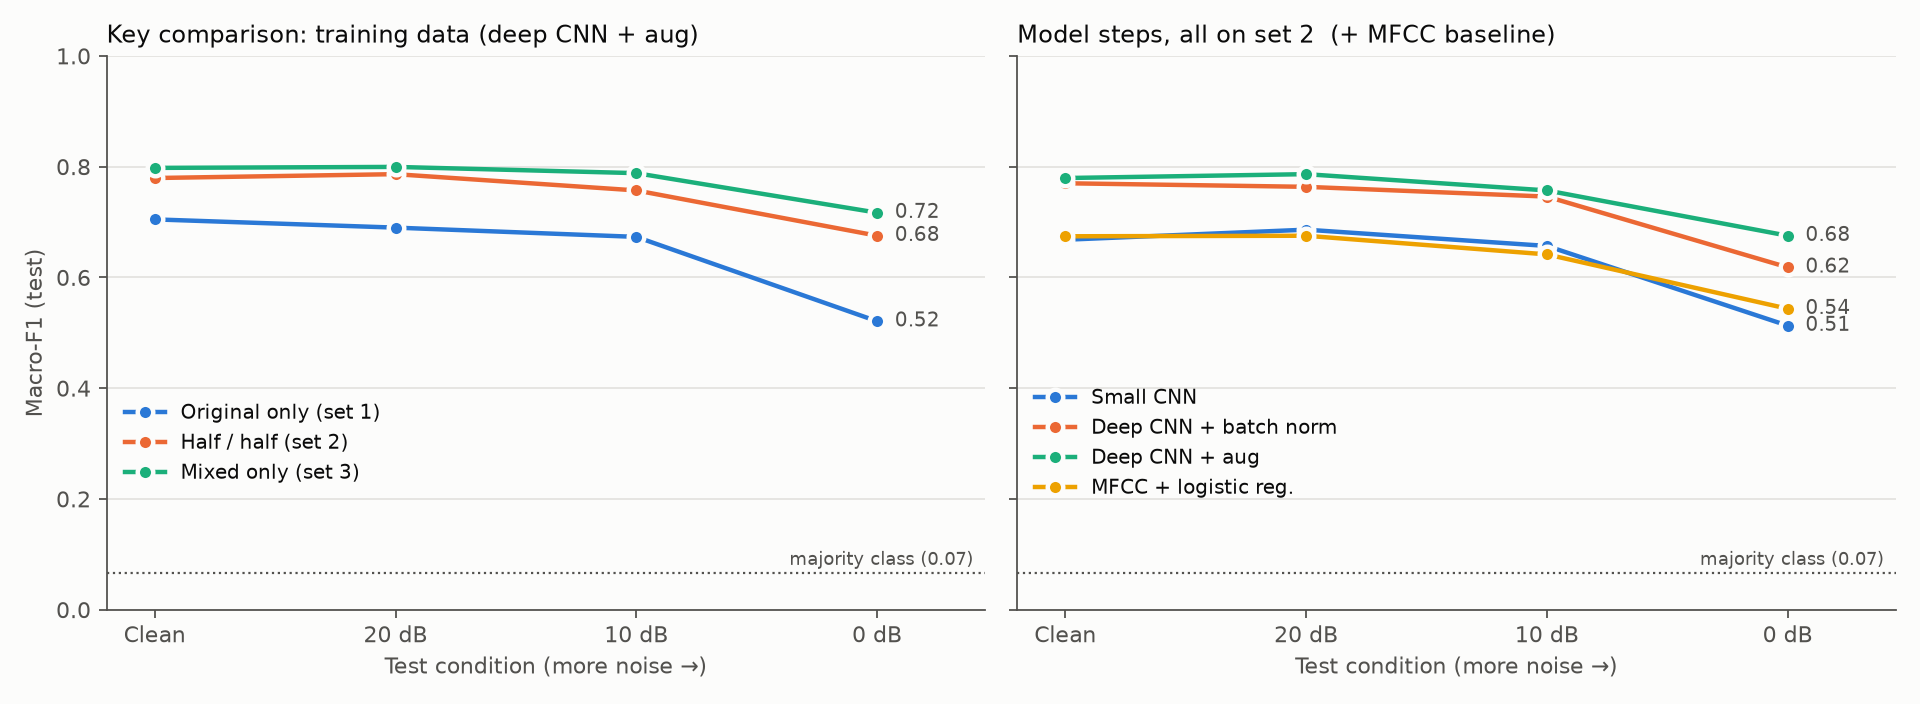 Key comparison: training data (deep CNN + aug)
Macro-F1 (test)
1.0
0.8
0.6
0.4
0.2
0.0
0.72
0.68
0.52
Original only (set 1)
Half / half (set 2)
Mixed only (set 3)
majority class (0.07)
Clean 20 dB 10 dB 0 dB
Test condition (more noise →)
Model steps, all on set 2  (+ MFCC baseline)
0.68
0.62
0.54
0.51
Small CNN
Deep CNN + batch norm
Deep CNN + aug
MFCC + logistic reg.
majority class (0.07)
Clean 20 dB 10 dB 0 dB
Test condition (more noise →)